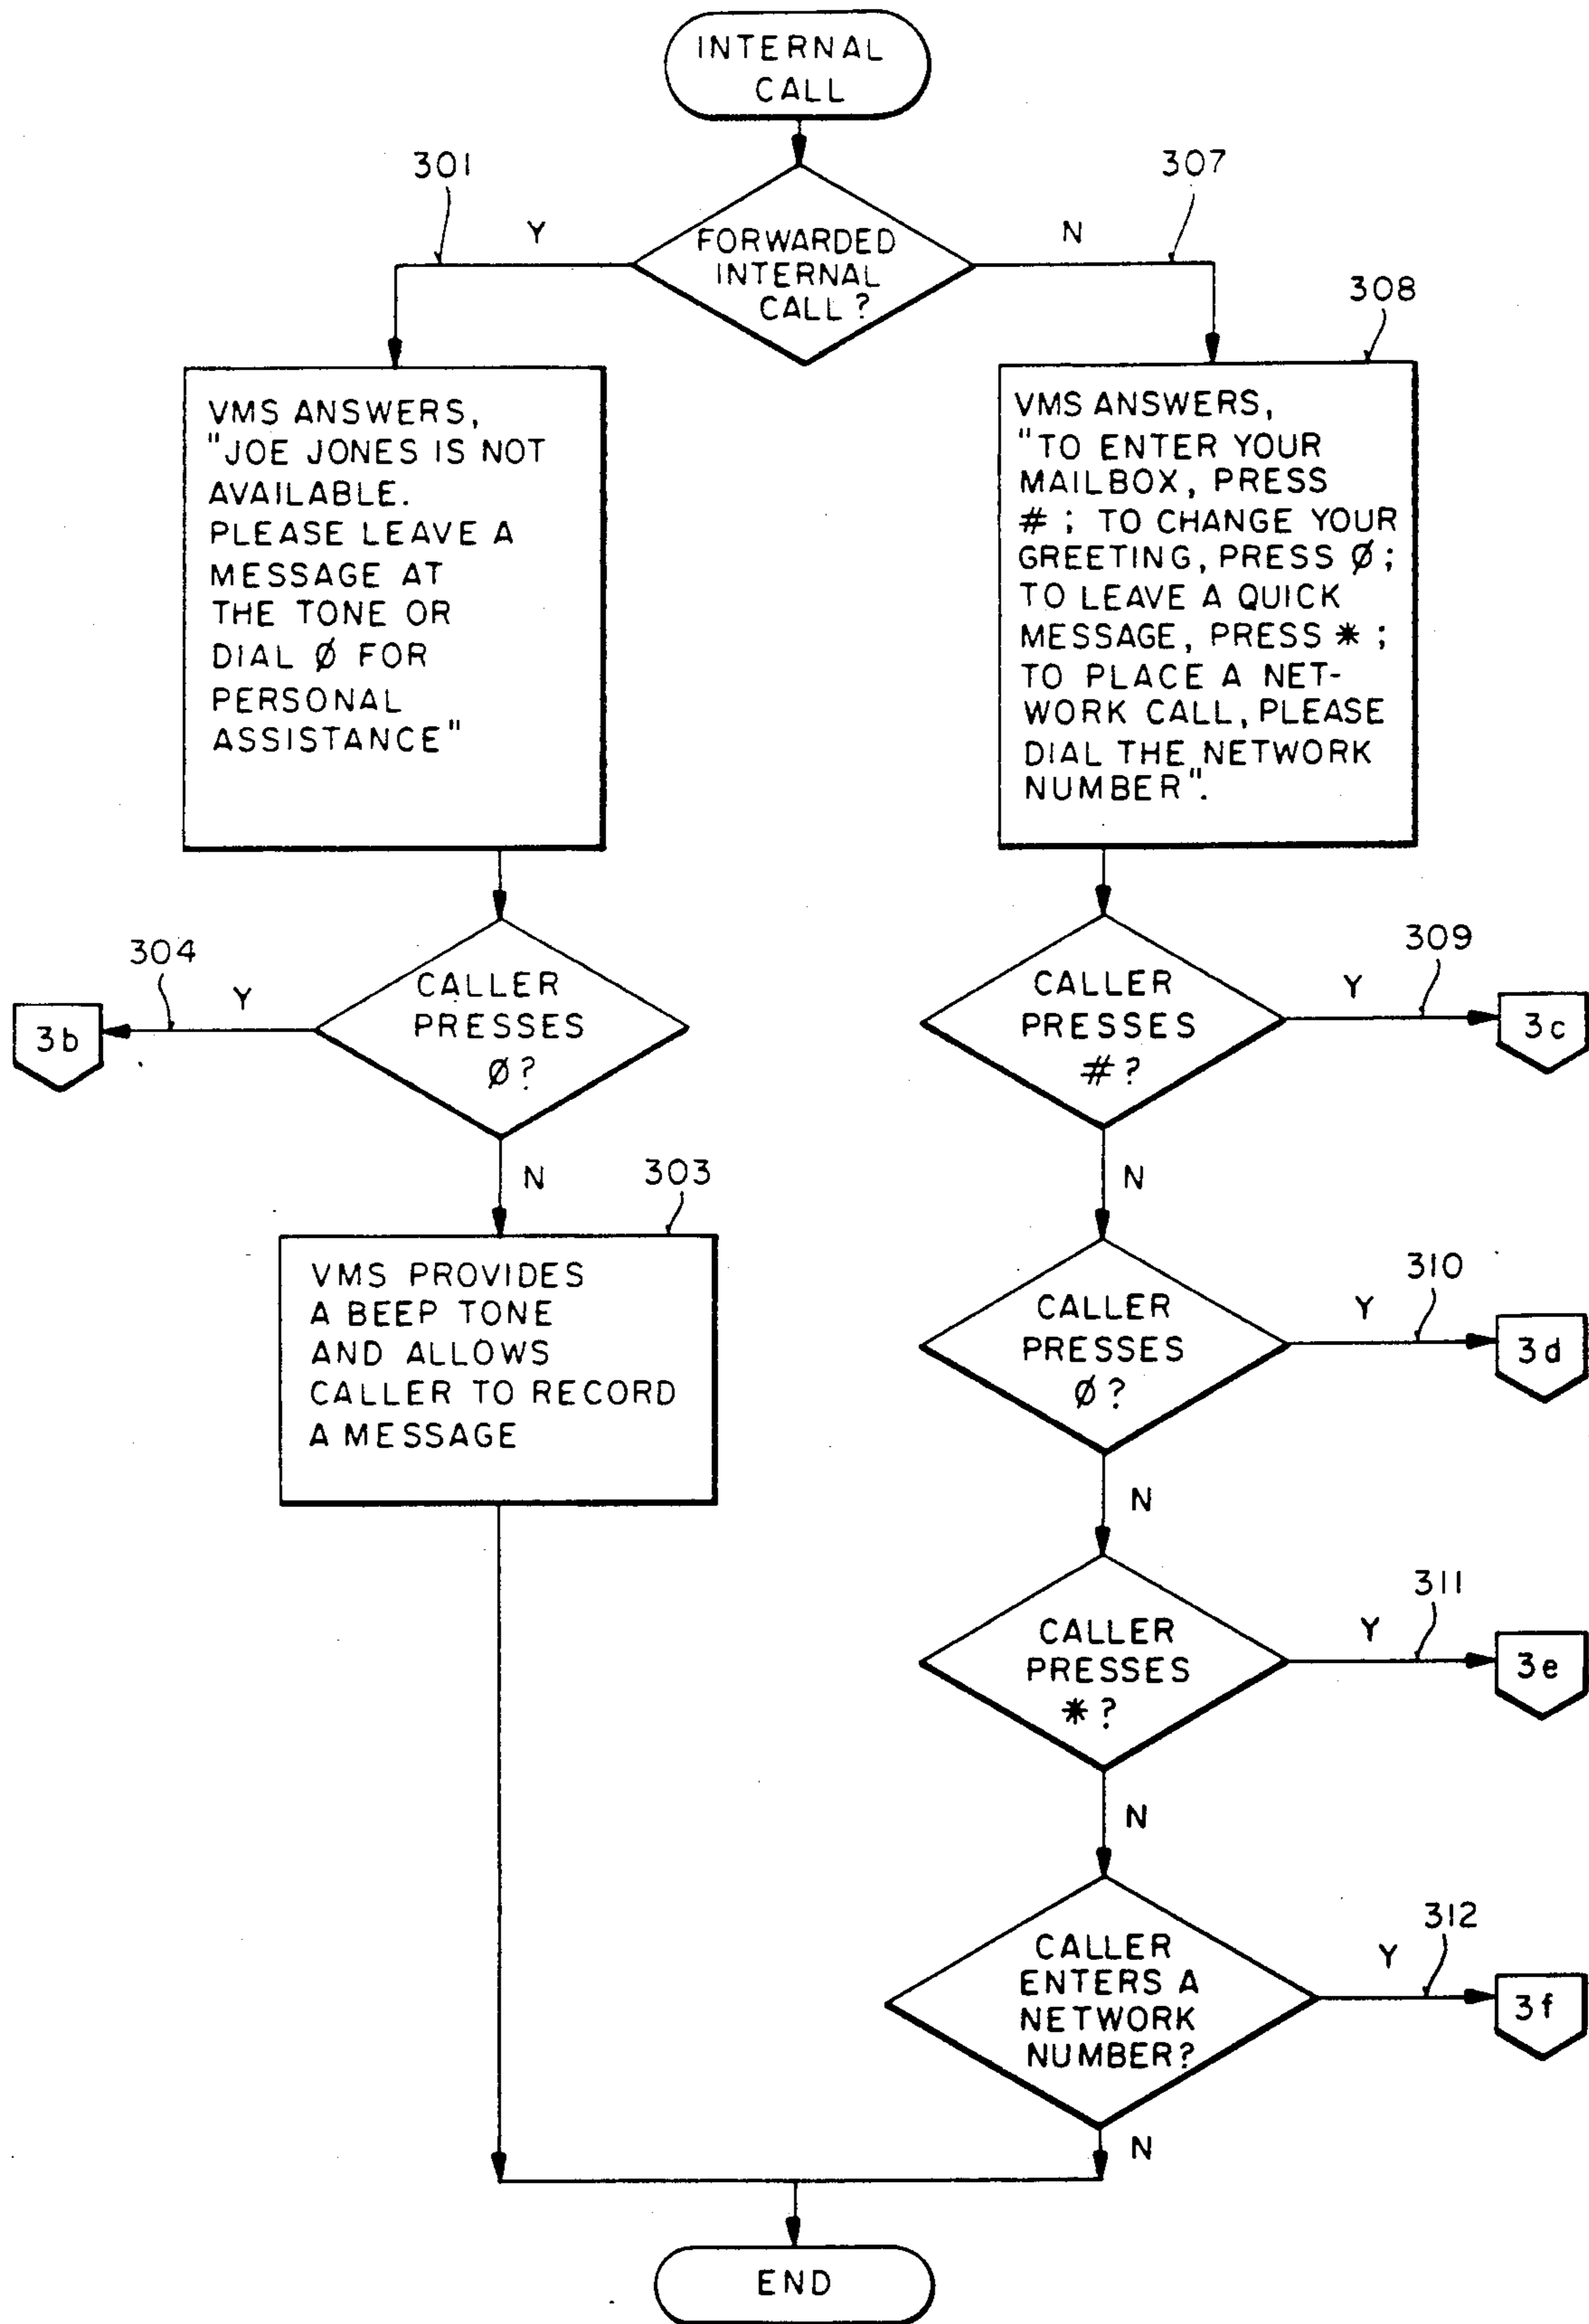 INTERNAL
CALL
301
307
Y
N
FORWARDED
INTERNAL
CALL?
308
VMS ANSWERS,
"JOE JONES IS NOT
AVAILABLE.
PLEASE LEAVE A
MESSAGE AT
THE TONE OR
DIAL Ø FOR
PERSONAL
ASSISTANCE"
VMS ANSWERS,
"TO ENTER YOUR
MAILBOX, PRESS
#; TO CHANGE YOUR
GREETING, PRESS Ø;
TO LEAVE A QUICK
MESSAGE, PRESS *;
TO PLACE A NET-
WORK CALL, PLEASE
DIAL THE NETWORK
NUMBER".
304
Y
3b
CALLER
PRESSES
Ø?
N
303
VMS PROVIDES
A BEEP TONE
AND ALLOWS
CALLER TO RECORD
A MESSAGE
CALLER
PRESSES
#?
Y
309
3c
N
CALLER
PRESSES
Ø?
Y
310
3d
N
CALLER
PRESSES
*?
Y
311
3e
N
CALLER
ENTERS A
NETWORK
NUMBER?
Y
312
3f
N
END